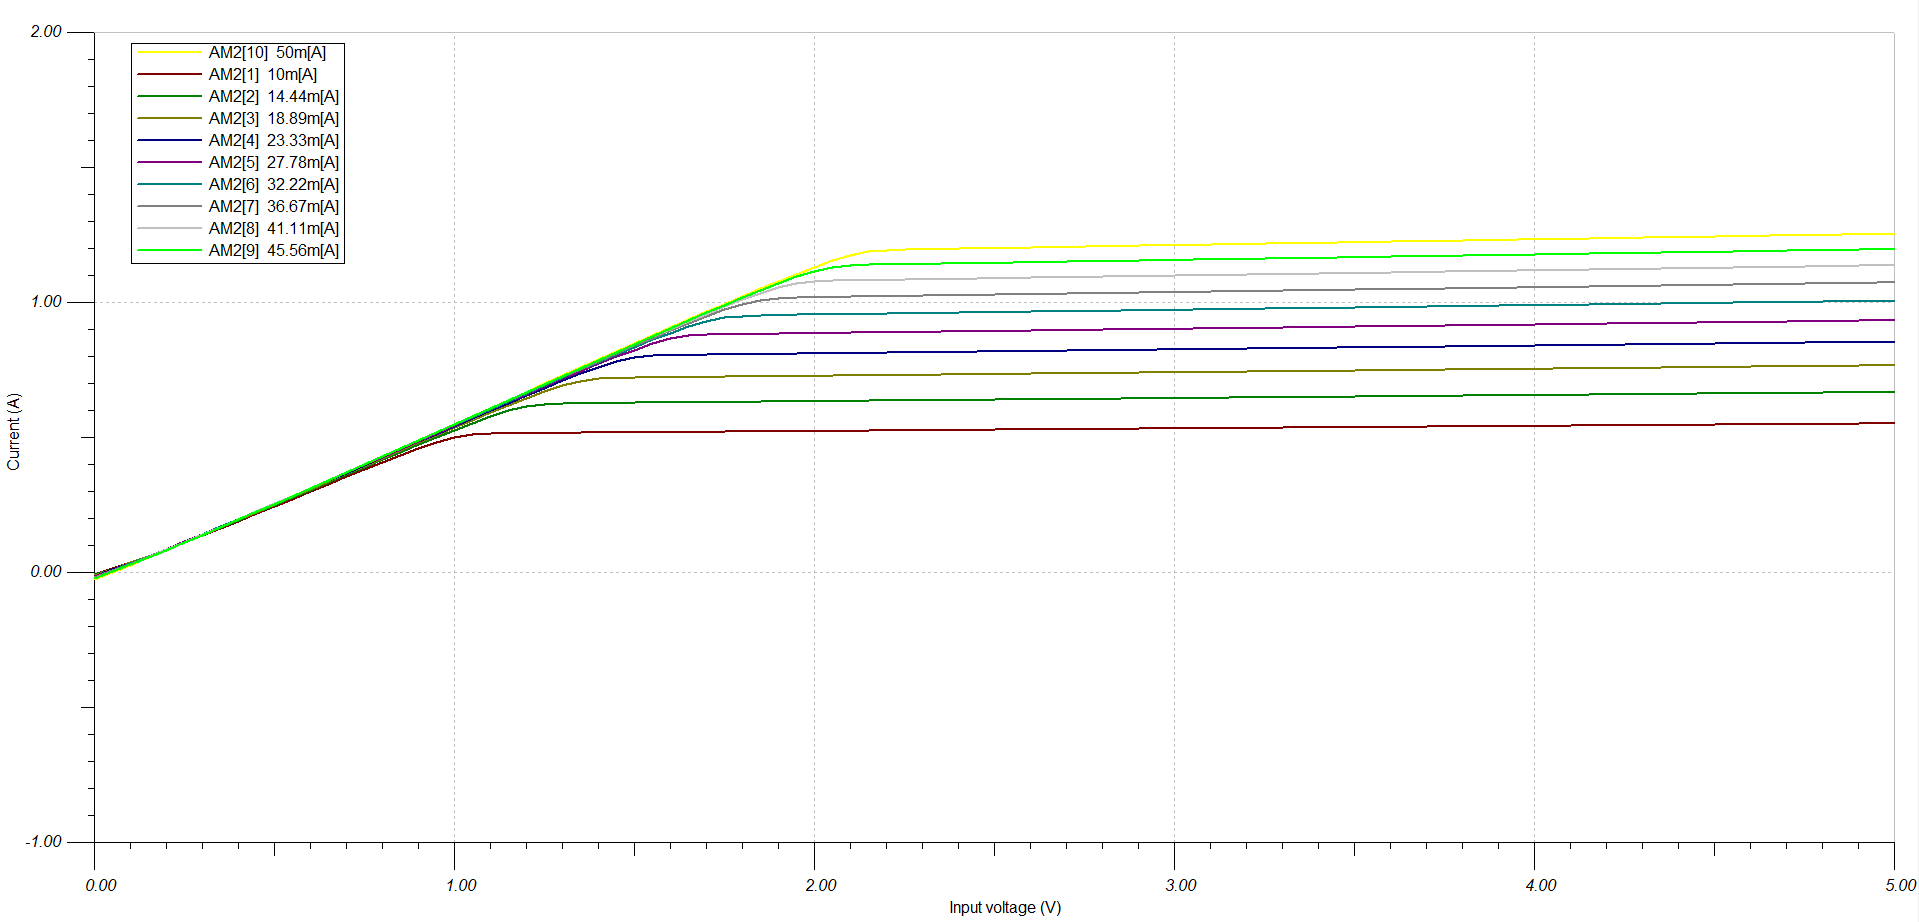 2.00
AM2[10]  50m[A]
AM2[1]  10m[A]
AM2[2]  14.44m[A]
AM2[3]  18.89m[A]
AM2[4]  23.33m[A]
AM2[5]  27.78m[A]
AM2[6]  32.22m[A]
AM2[7]  36.67m[A]
AM2[8]  41.11m[A]
AM2[9]  45.56m[A]
1.00
Current (A)
0.00
-1.00
0.00 1.00 2.00 3.00 4.00 5.00
Input voltage (V)